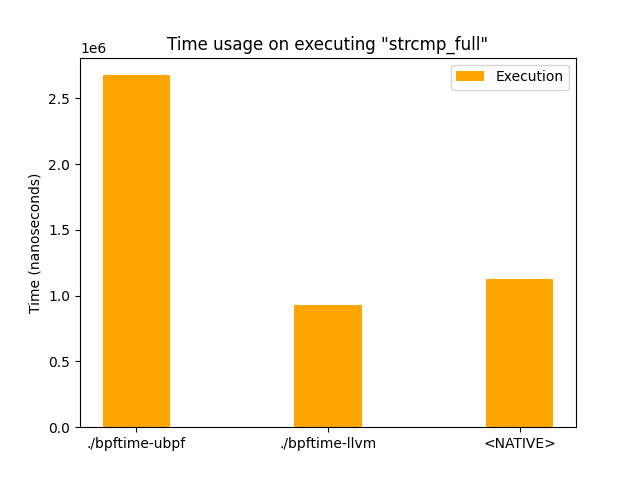 Time usage on executing "strcmp_full"
1e6
Execution
2.5
2.0
1.5
1.0
0.5
0.0
Time (nanoseconds)
./bpftime-ubpf
./bpftime-llvm
<NATIVE>